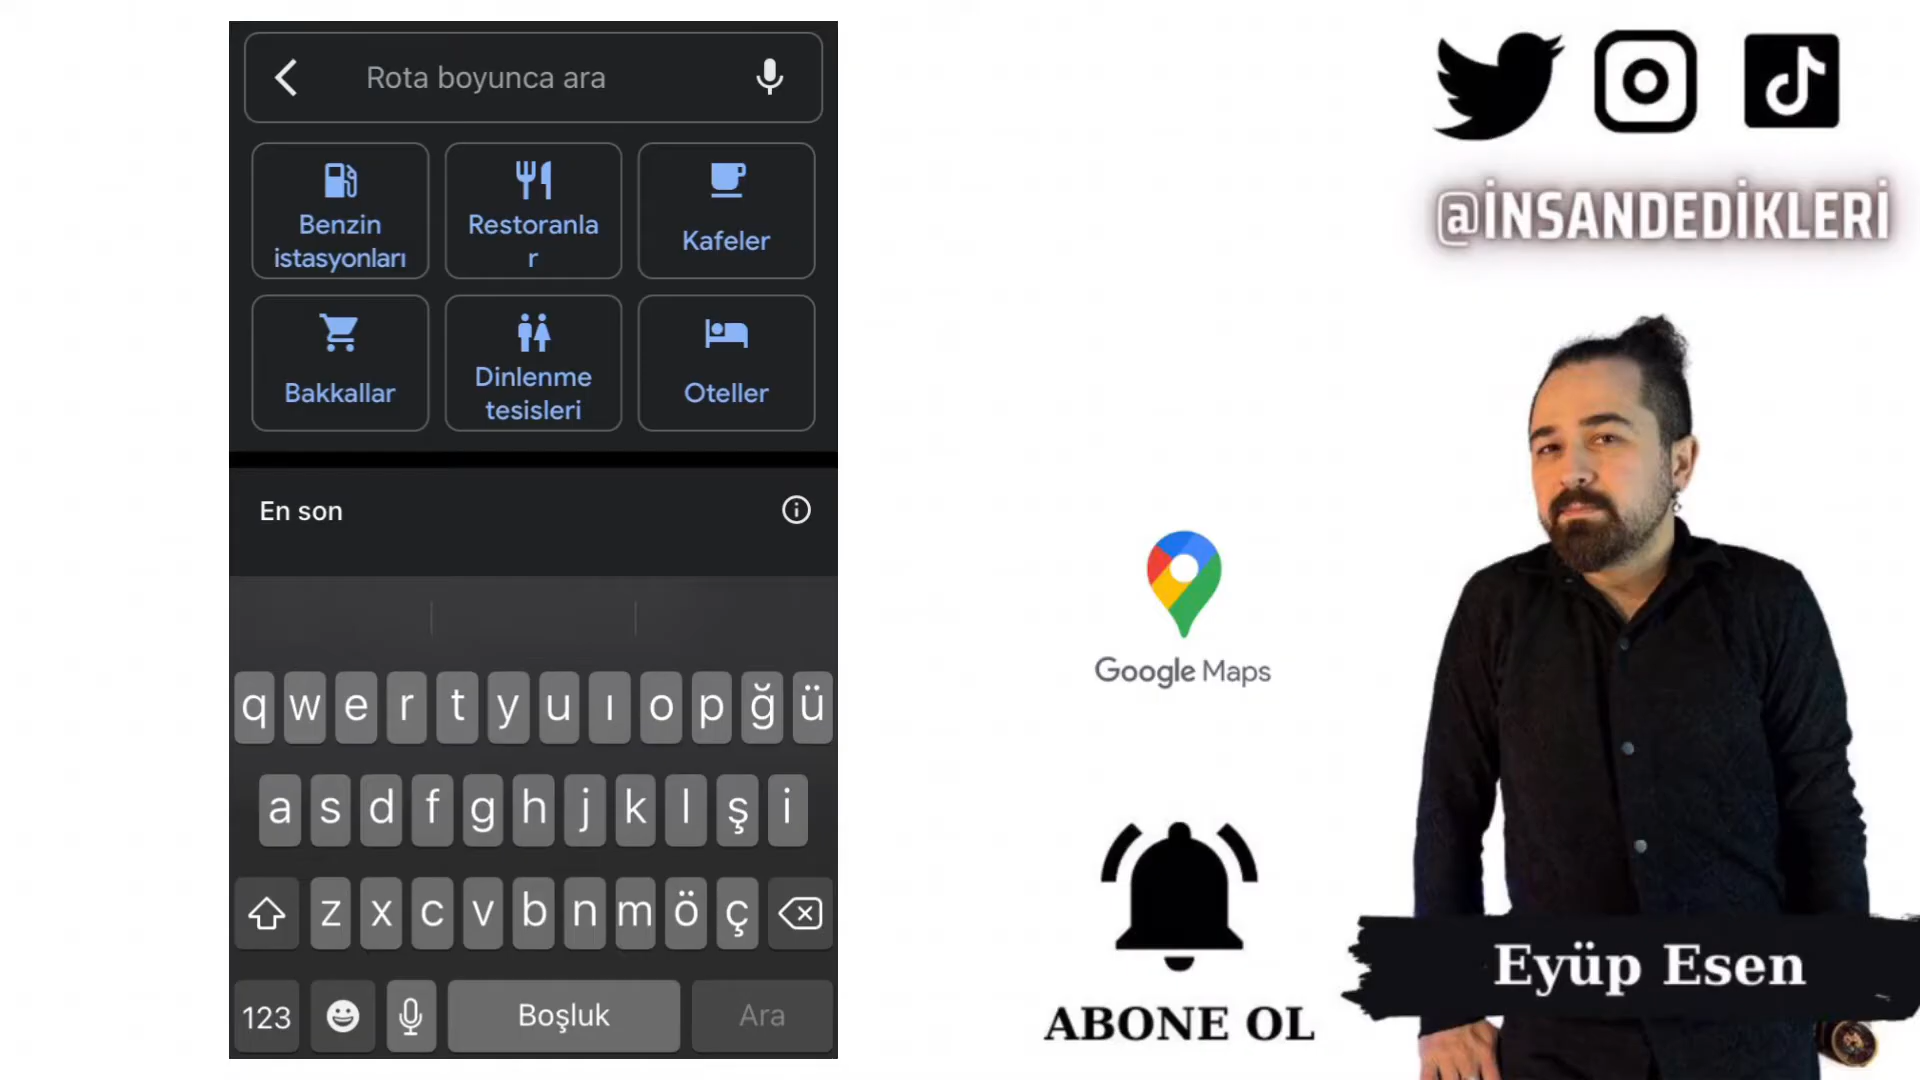 Rota boyunca ara
Benzin
istasyonları
Restoranla
r
Kafeler
Bakkallar
Dinlenme
tesisleri
Oteller
En son
q w e r t y u ı o p ğ ü
a s d f g h j k l ş i
z x c v b n m ö ç
123
Boşluk
Ara
@İNSANDEDİKLERİ
Google Maps
ABONE OL
Eyüp Esen